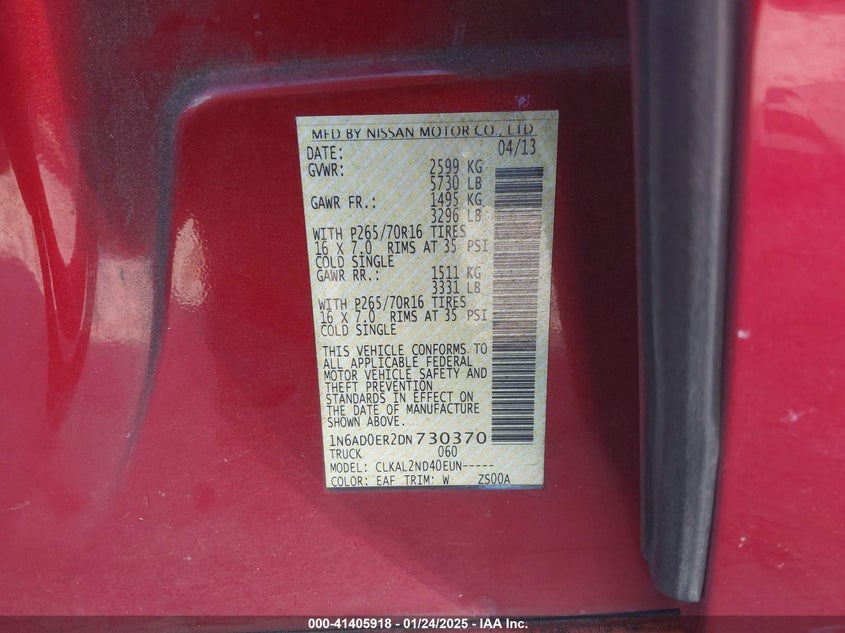 MFD BY NISSAN MOTOR CO., LTD.
DATE: 04/13
GVWR: 2599 KG
5730 LB
GAWR FR.: 1495 KG
3296 LB
WITH P265/70R16 TIRES
16 X 7.0 RIMS AT 35 PSI
COLD SINGLE
GAWR RR.: 1511 KG
3331 LB
WITH P265/70R16 TIRES
16 X 7.0 RIMS AT 35 PSI
COLD SINGLE
THIS VEHICLE CONFORMS TO
ALL APPLICABLE FEDERAL
MOTOR VEHICLE SAFETY AND
THEFT PREVENTION
STANDARDS IN EFFECT ON
THE DATE OF MANUFACTURE
SHOWN ABOVE.
1N6AD0ER2DN730370
TRUCK 060
MODEL: CLKAL2ND40EUN-----
COLOR: EAF TRIM: W ZS00A
000-41405918 - 01/24/2025 - IAA Inc.